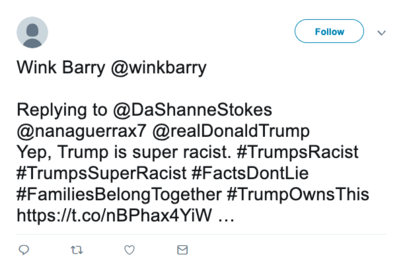 Follow
Wink Barry @winkbarry
Replying to @DaShanneStokes
@nanaguerrax7 @realDonaldTrump
Yep, Trump is super racist. #TrumpsRacist
#TrumpsSuperRacist #FactsDontLie
#FamiliesBelongTogether #TrumpOwnsThis
https://t.co/nBPhax4YiW …